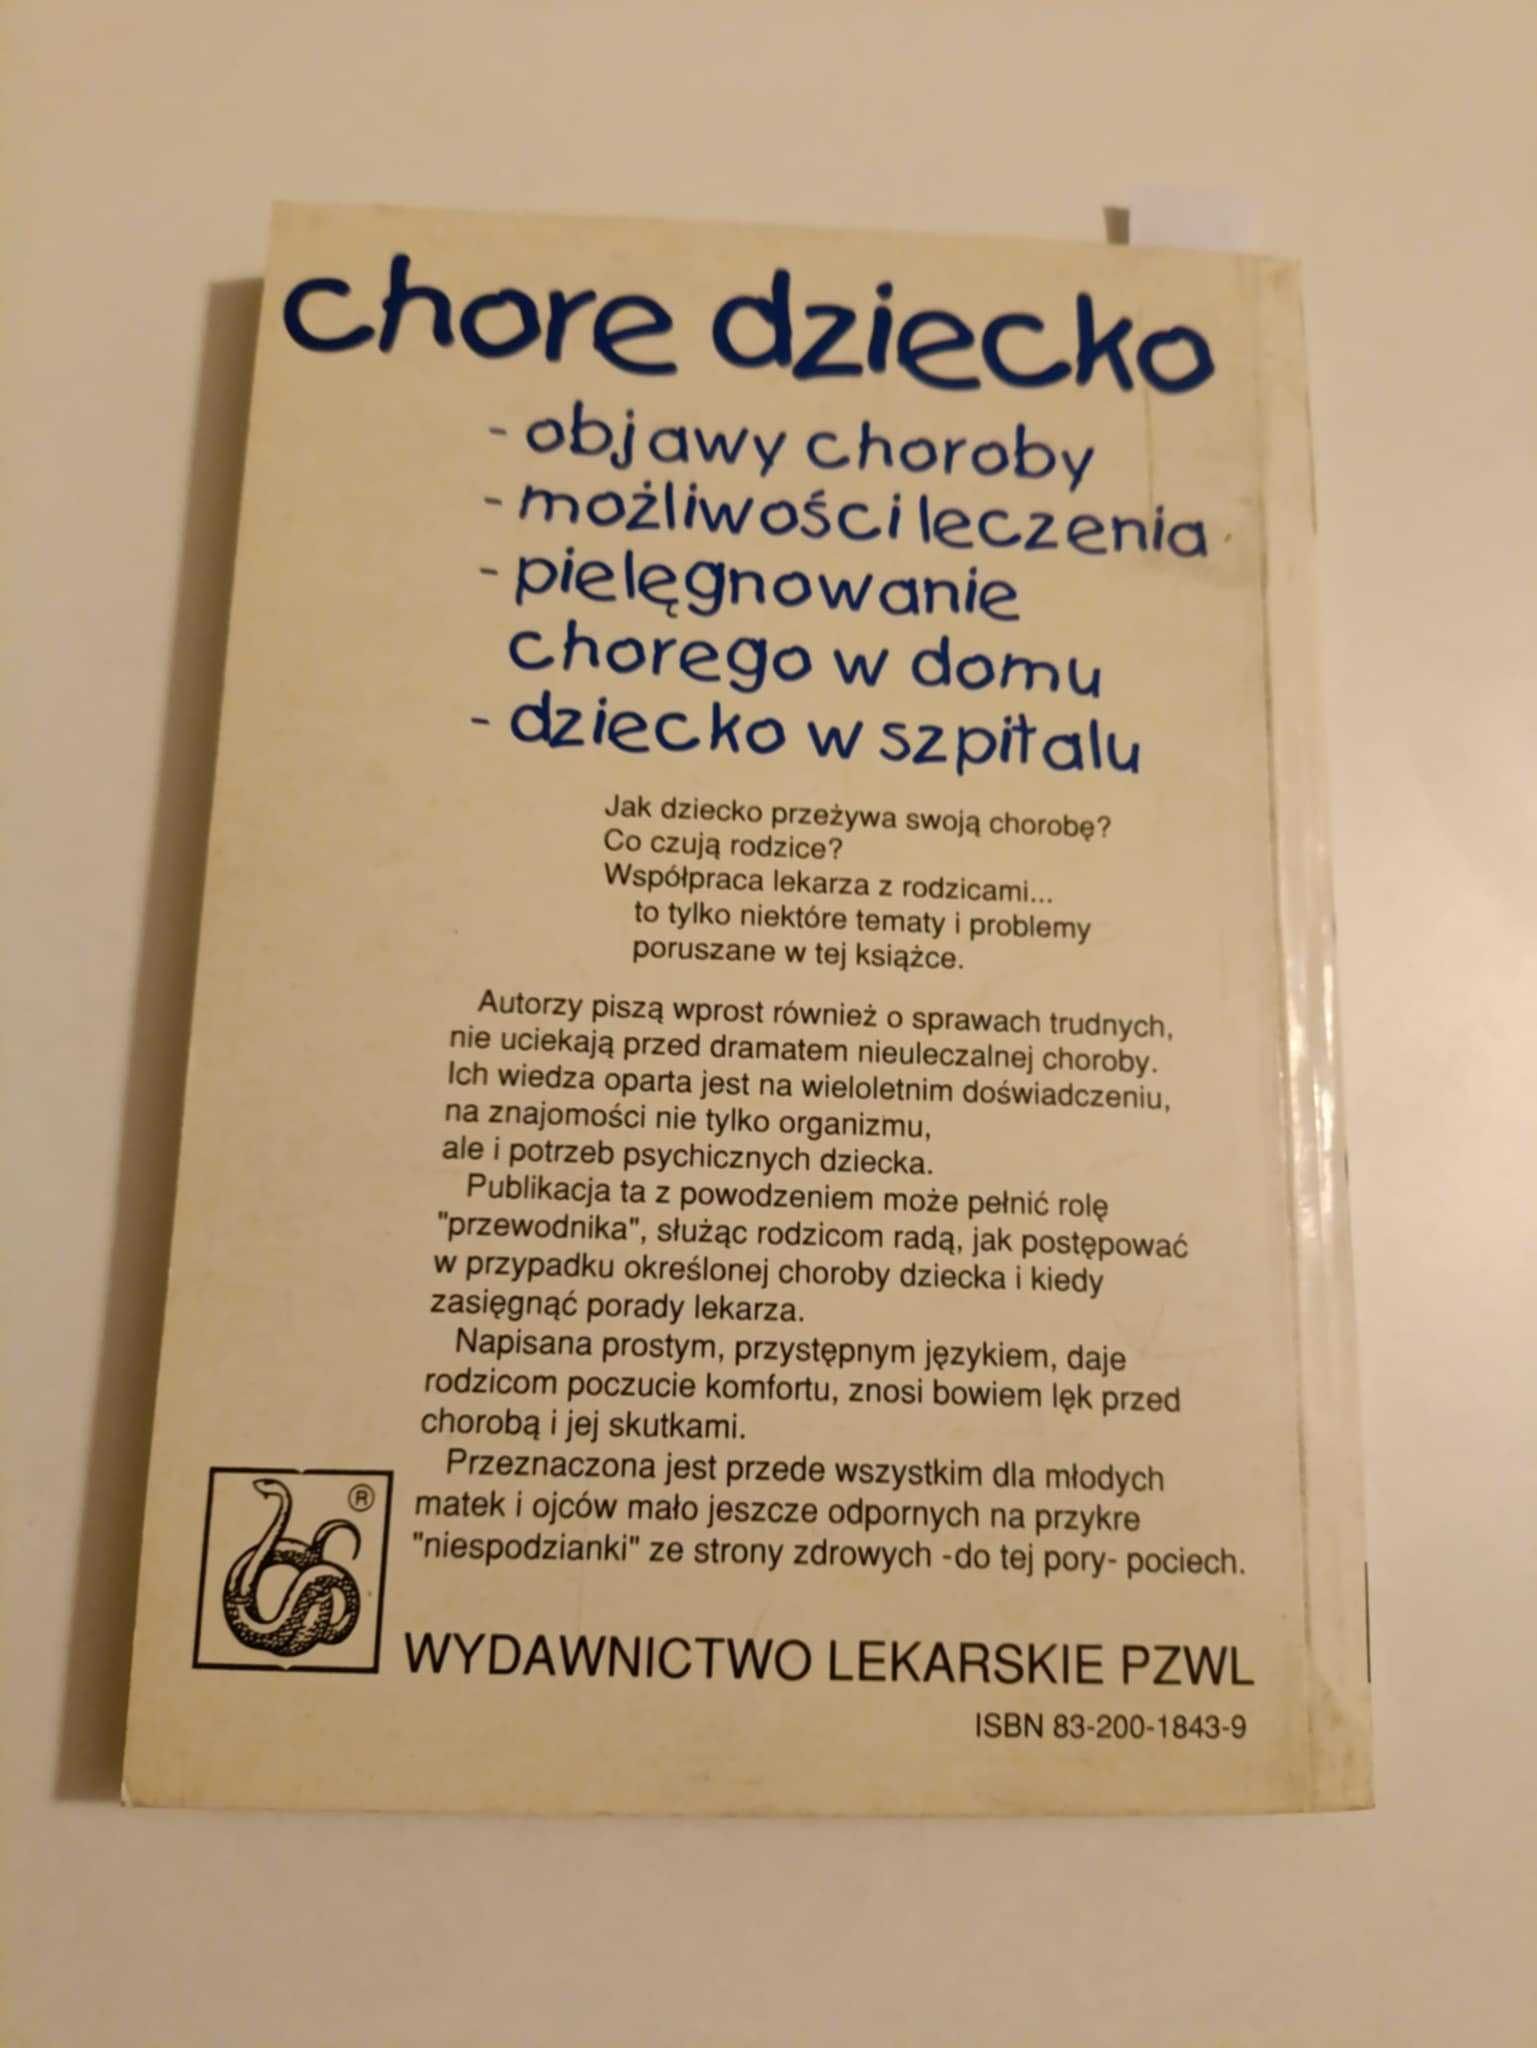 chore dziecko
- objawy choroby
- możliwości leczenia
- pielęgnowanie
chorego w domu
- dziecko w szpitalu
Jak dziecko przeżywa swoją chorobę?
Co czują rodzice?
Współpraca lekarza z rodzicami...
to tylko niektóre tematy i problemy
poruszane w tej książce.
Autorzy piszą wprost również o sprawach trudnych,
nie uciekają przed dramatem nieuleczalnej choroby.
Ich wiedza oparta jest na wieloletnim doświadczeniu,
na znajomości nie tylko organizmu,
ale i potrzeb psychicznych dziecka.
Publikacja ta z powodzeniem może pełnić rolę
"przewodnika", służąc rodzicom radą, jak postępować
w przypadku określonej choroby dziecka i kiedy
zasięgnąć porady lekarza.
Napisana prostym, przystępnym językiem, daje
rodzicom poczucie komfortu, znosi bowiem lęk przed
chorobą i jej skutkami.
Przeznaczona jest przede wszystkim dla młodych
matek i ojców mało jeszcze odpornych na przykre
"niespodzianki" ze strony zdrowych -do tej pory- pociech.
®
WYDAWNICTWO LEKARSKIE PZWL
ISBN 83-200-1843-9